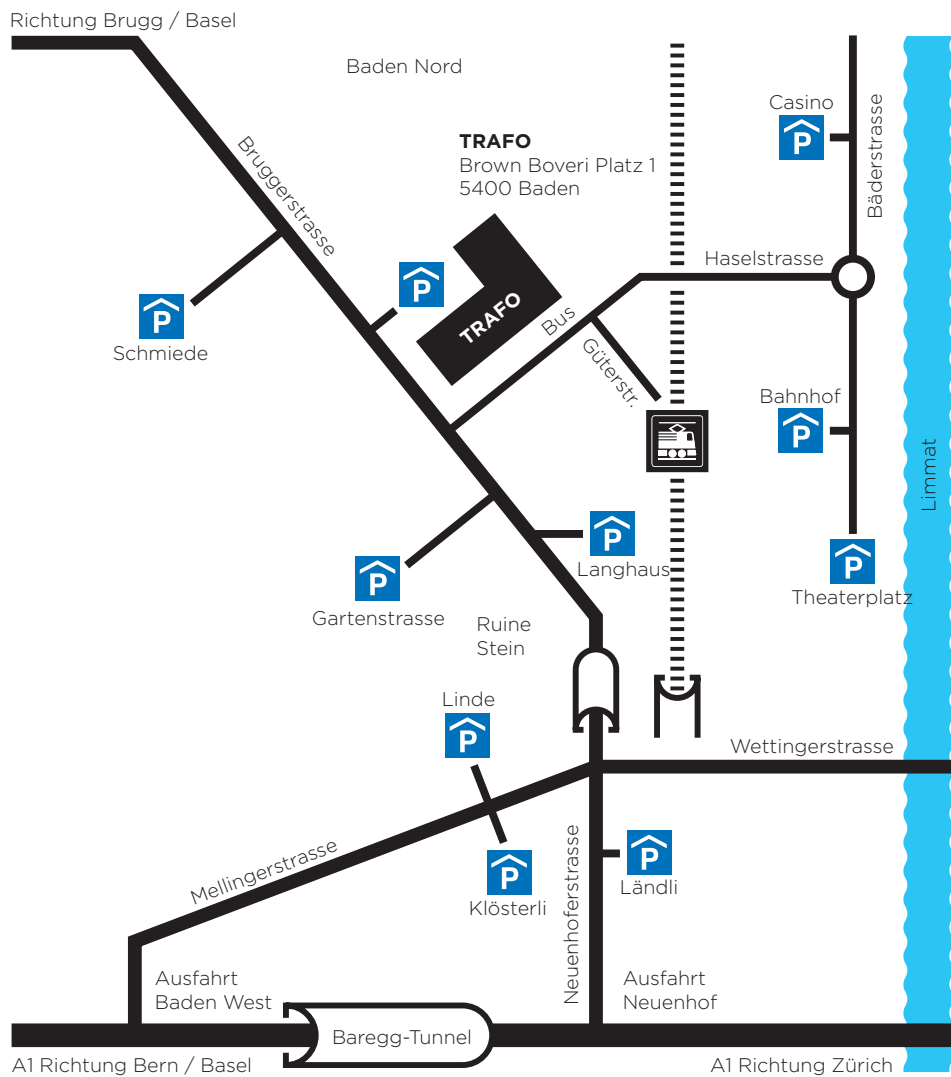 Richtung Brugg / Basel
Baden Nord
Casino
P
Bäderstrasse
TRAFO
Brown Boveri Platz 1
5400 Baden
Bruggerstrasse
Haselstrasse
P
P
Schmiede
TRAFO
Bus
Güterstr.
Bahnhof
P
Limmat
P
Langhaus
P
Gartenstrasse
P
Theaterplatz
Ruine
Stein
Linde
P
Wettingerstrasse
Mellingerstrasse
P
Klösterli
Neuenhoferstrasse
P
Ländli
Ausfahrt
Baden West
Ausfahrt
Neuenhof
Baregg-Tunnel
A1 Richtung Bern / Basel
A1 Richtung Zürich